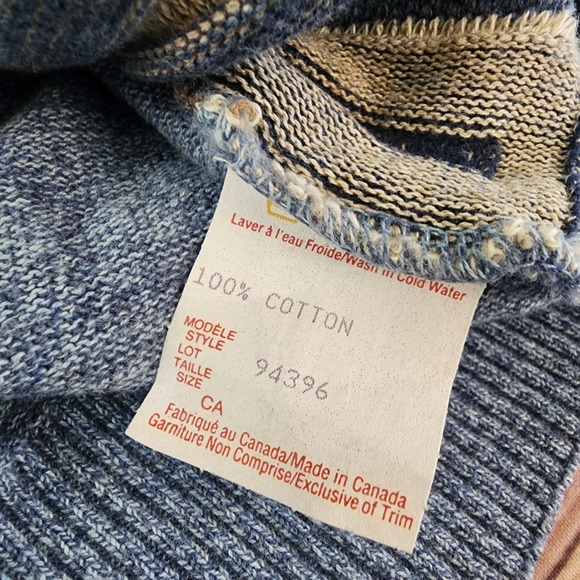 Laver à l'eau Froide/Wash in Cold Water
100% COTTON
MODÈLE
STYLE
LOT 94396
TAILLE
SIZE
CA
Fabriqué au Canada/Made in Canada
Garniture Non Comprise/Exclusive of Trim